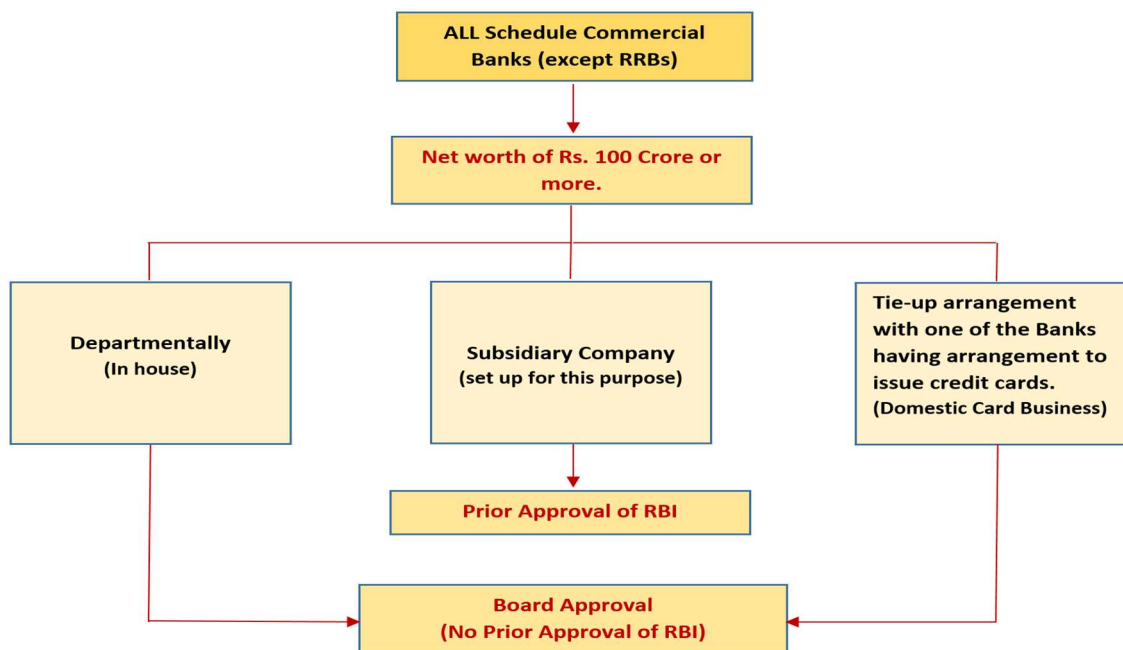 ALL Schedule Commercial
Banks (except RRBs)
Net worth of Rs. 100 Crore or
more.
Departmentally
(In house)
Subsidiary Company
(set up for this purpose)
Tie-up arrangement
with one of the Banks
having arrangement to
issue credit cards.
(Domestic Card Business)
Prior Approval of RBI
Board Approval
(No Prior Approval of RBI)